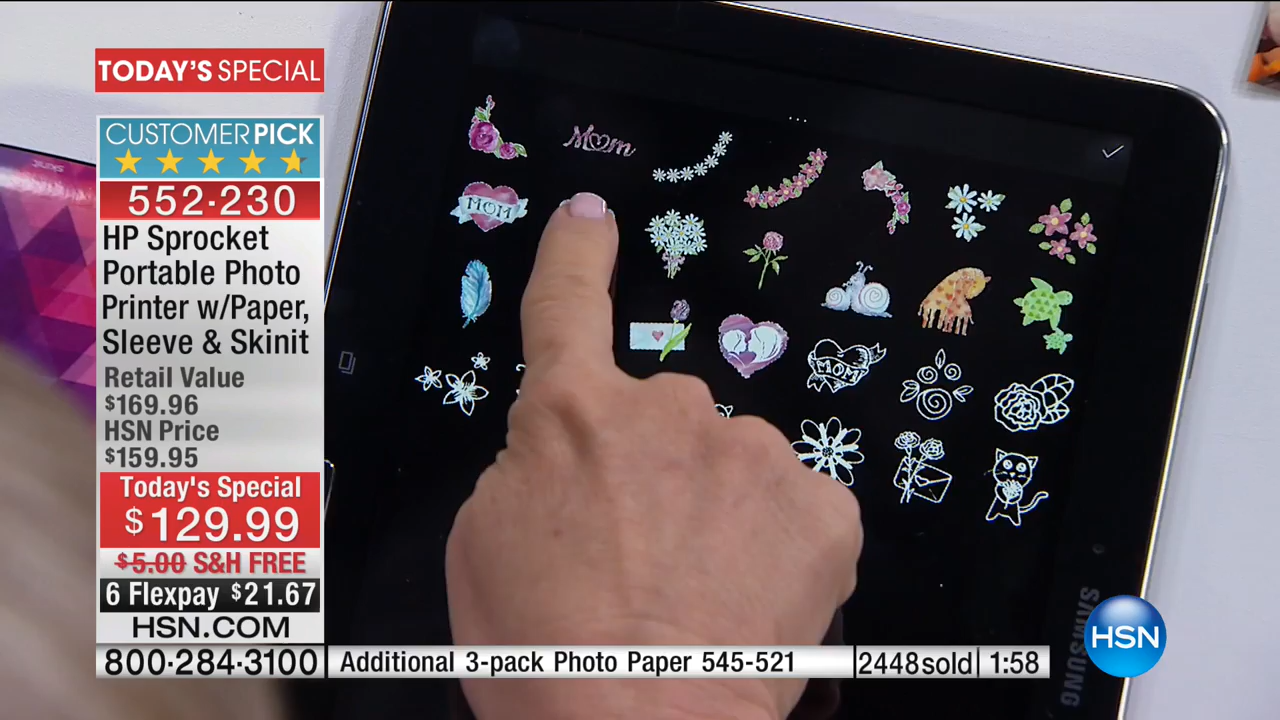 TODAY'S SPECIAL
CUSTOMER PICK
552-230
HP Sprocket
Portable Photo
Printer w/Paper,
Sleeve & Skinit
Retail Value
$169.96
HSN Price
$159.95
Today's Special
$129.99
$5.00 S&H FREE
6 Flexpay $21.67
HSN.COM
800-284-3100
Additional 3-pack Photo Paper 545-521
2448sold
1:58
HSN
SAMSUNG
Skinit
Mom
MOM
MOM